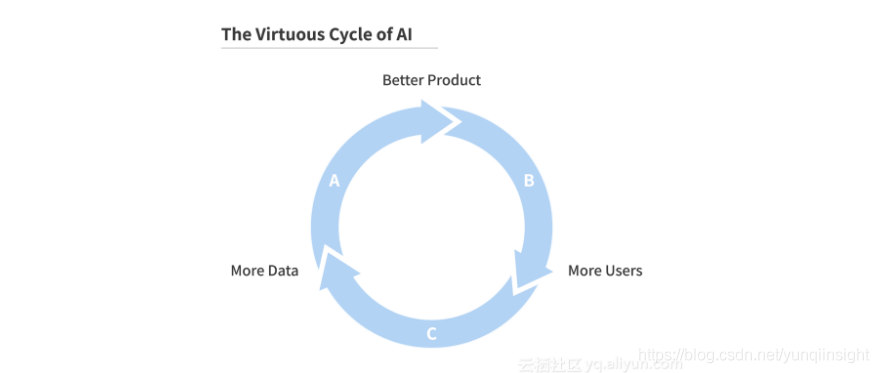 The Virtuous Cycle of AI
Better Product
A
B
More Data
More Users
C
https://blog.csdn.net/yunqiinsight
云栖社区 yq.aliyun.com